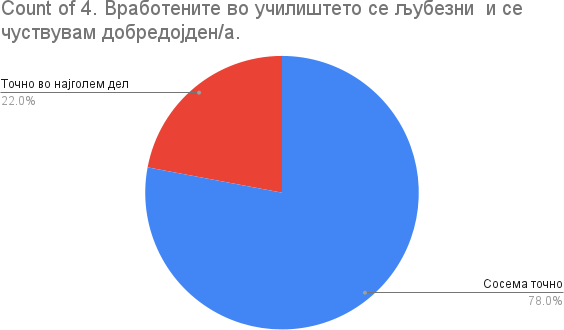 Count of 4. Вработените во училиштето се љубезни  и се
чуствувам добредојден/а.
Точно во најголем дел
22.0%
Сосема точно
78.0%